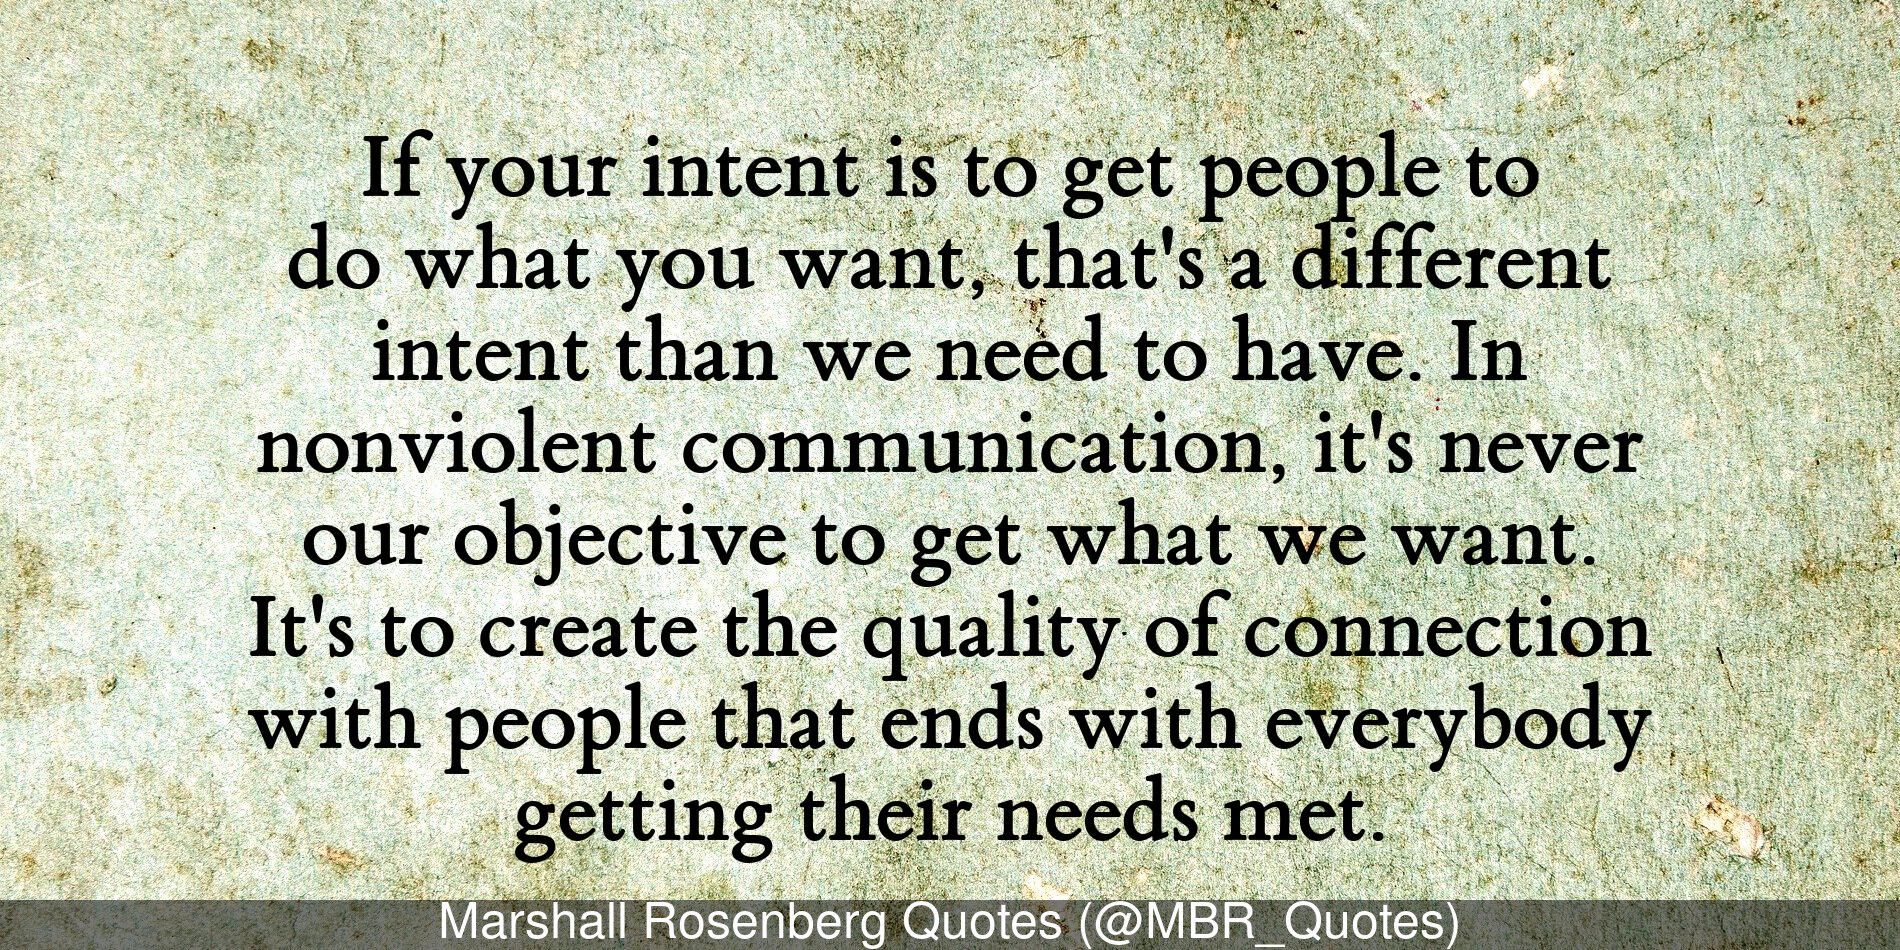 If your intent is to get people to
do what you want, that's a different
intent than we need to have. In
nonviolent communication, it's never
our objective to get what we want.
It's to create the quality of connection
with people that ends with everybody
getting their needs met.
Marshall Rosenberg Quotes (@MBR_Quotes)